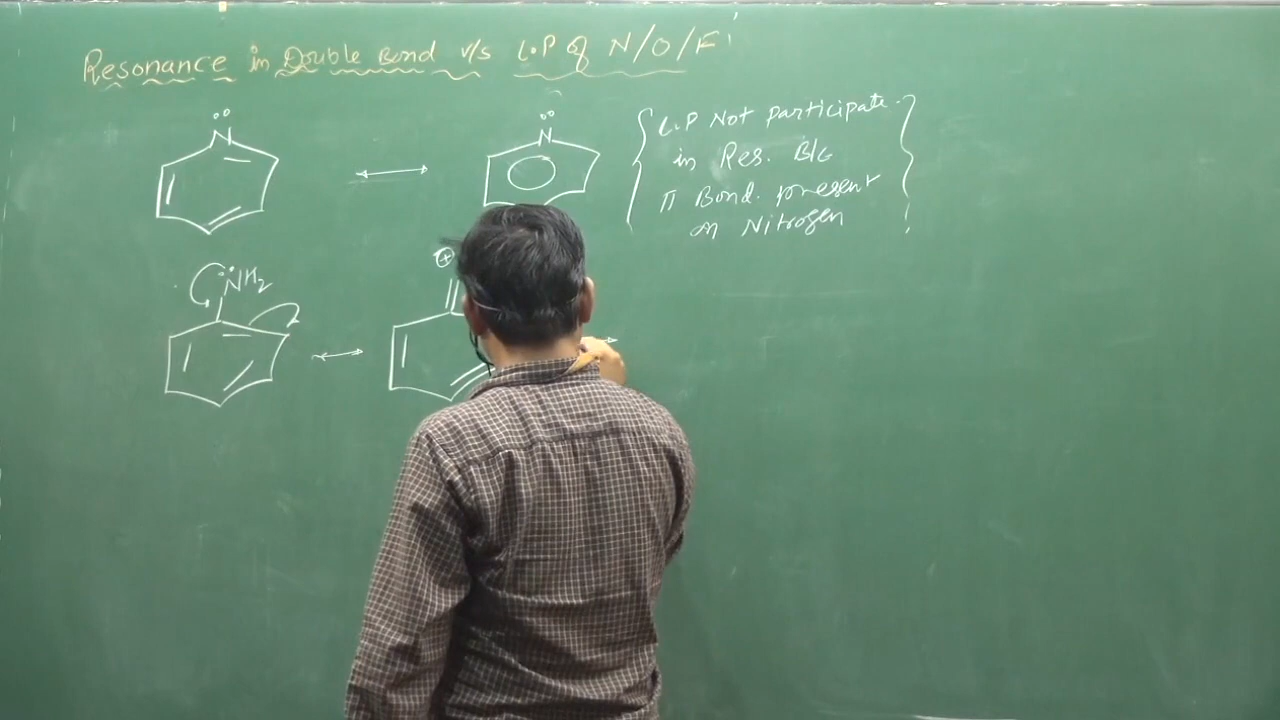 Resonance in Double Bond v/s L.P of N/O/F
N
N
{ L.P Not participate }
in Res. B/c
π Bond. present
on Nitrogen
NH2
⊕